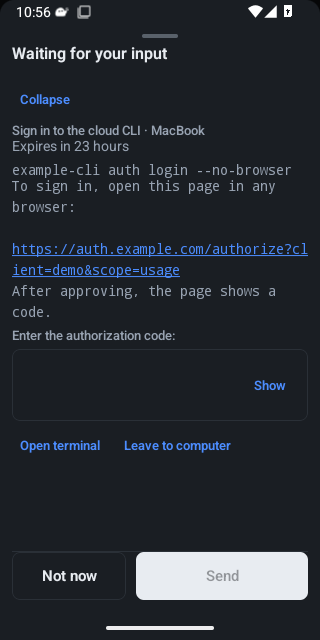 10:56
Waiting for your input
Collapse
Sign in to the cloud CLI · MacBook
Expires in 23 hours
example-cli auth login --no-browser
To sign in, open this page in any
browser:
https://auth.example.com/authorize?cl
ient=demo&scope=usage
After approving, the page shows a
code.
Enter the authorization code:
Show
Open terminal Leave to computer
Not now Send